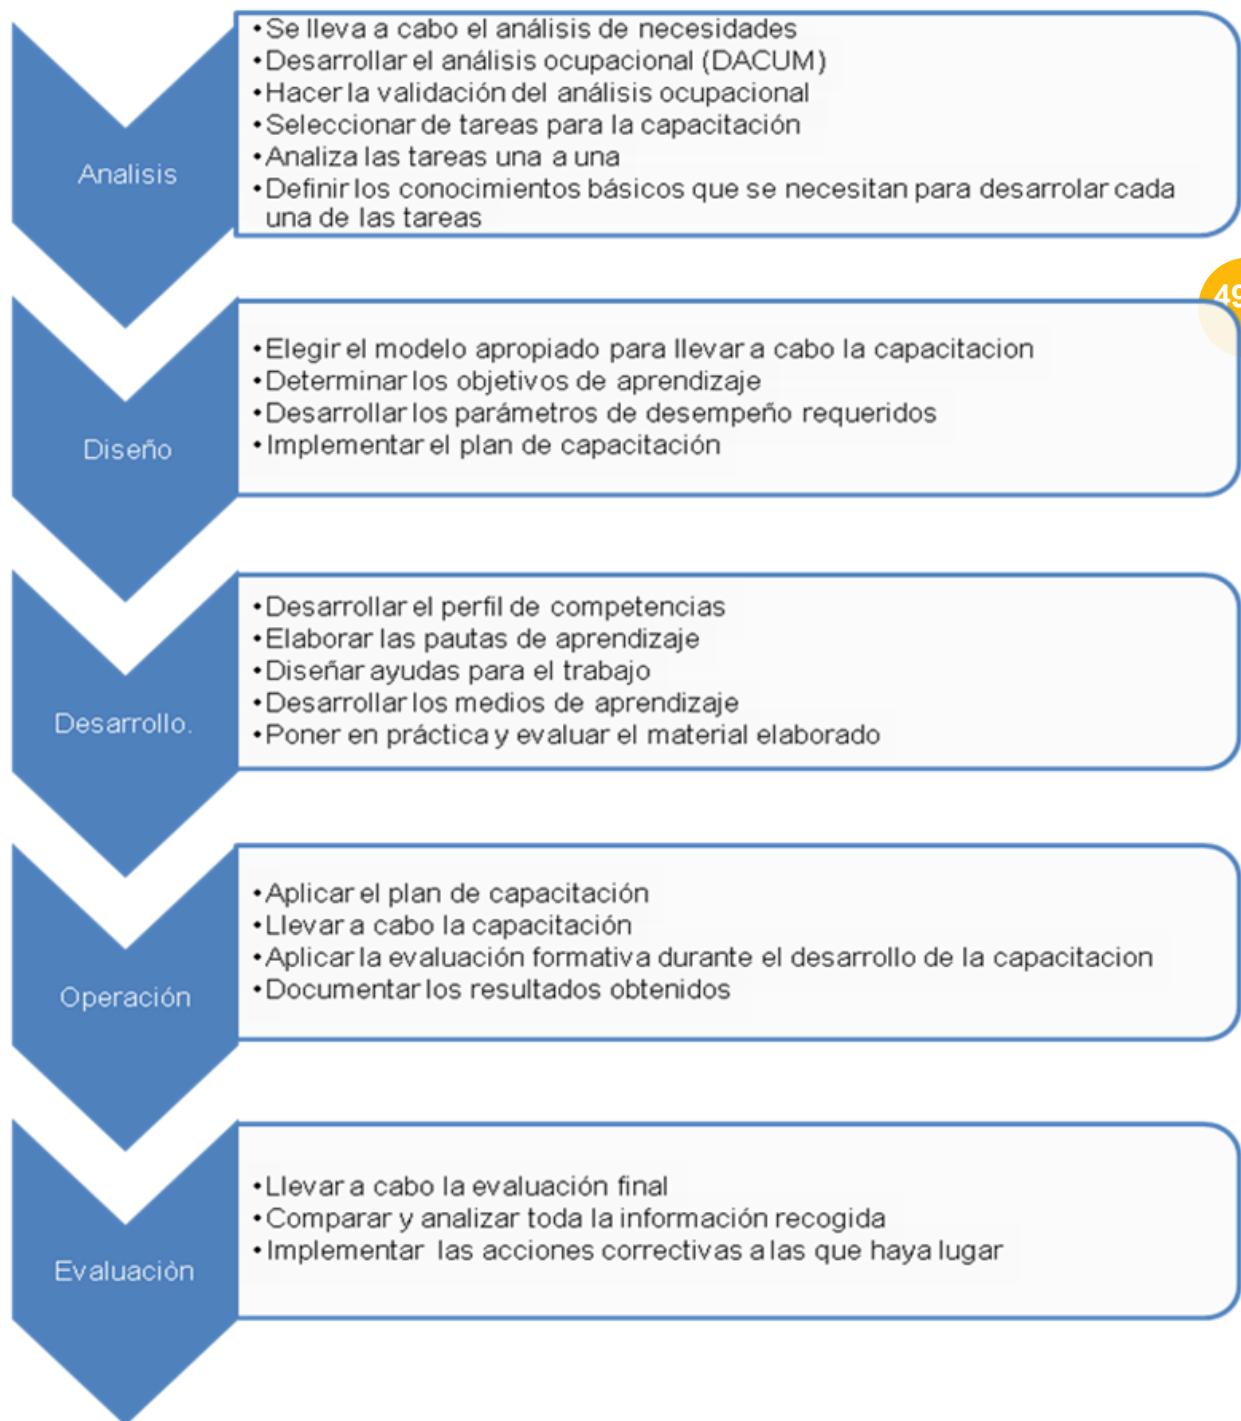 Analisis
•Se lleva a cabo el análisis de necesidades
•Desarrollar el análisis ocupacional (DACUM)
•Hacer la validación del análisis ocupacional
•Seleccionar de tareas para la capacitación
•Analiza las tareas una a una
•Definir los conocimientos básicos que se necesitan para desarrolar cada
una de las tareas
49
Diseño
•Elegir el modelo apropiado para llevar a cabo la capacitacion
•Determinar los objetivos de aprendizaje
•Desarrollar los parámetros de desempeño requeridos
•Implementar el plan de capacitación
Desarrollo.
•Desarrollar el perfil de competencias
•Elaborar las pautas de aprendizaje
•Diseñar ayudas para el trabajo
•Desarrollar los medios de aprendizaje
•Poner en práctica y evaluar el material elaborado
Operación
•Aplicar el plan de capacitación
•Llevar a cabo la capacitación
•Aplicar la evaluación formativa durante el desarrollo de la capacitacion
•Documentar los resultados obtenidos
Evaluaciòn
•Llevar a cabo la evaluación final
•Comparar y analizar toda la información recogida
•Implementar las acciones correctivas a las que haya lugar